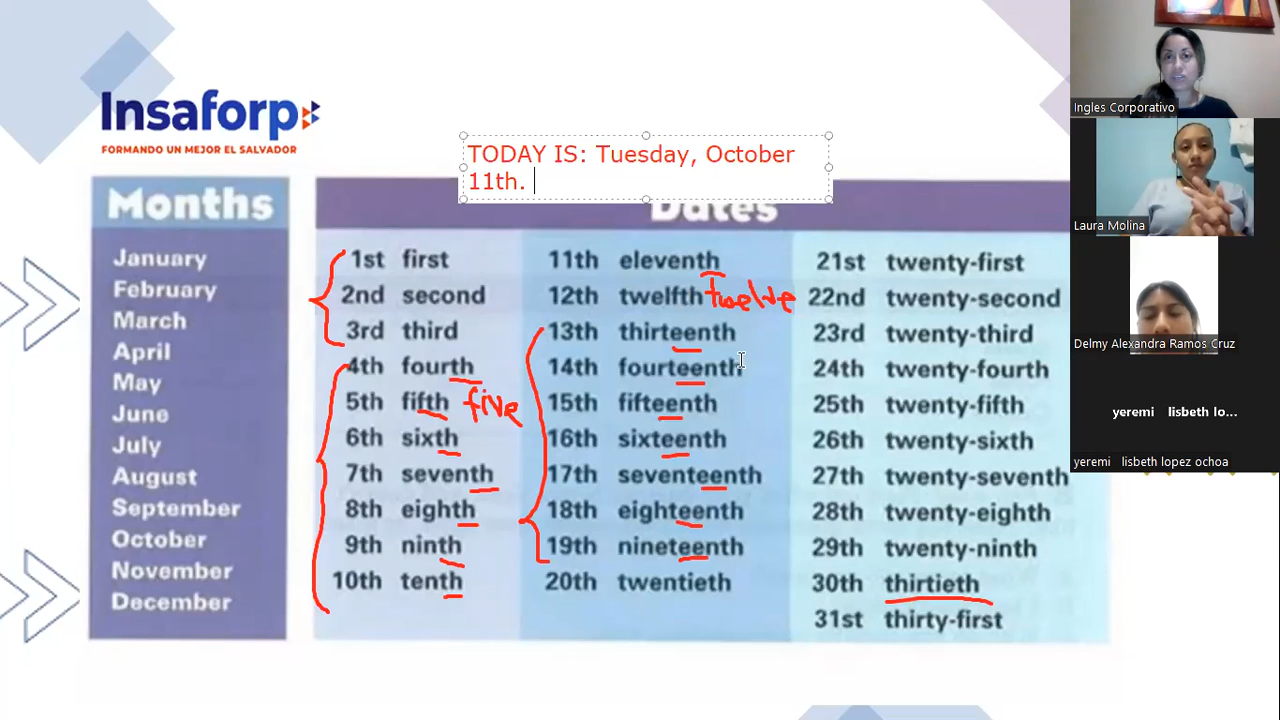 Insaforp
FORMANDO UN MEJOR EL SALVADOR
TODAY IS: Tuesday, October
11th.
Months
January
February
March
April
May
June
July
August
September
October
November
December
Dates
1st first
2nd second
3rd third
4th fourth
5th fifth five
6th sixth
7th seventh
8th eighth
9th ninth
10th tenth
11th eleventh
12th twelfth twelve
13th thirteenth
14th fourteenth
15th fifteenth
16th sixteenth
17th seventeenth
18th eighteenth
19th nineteenth
20th twentieth
21st twenty-first
22nd twenty-second
23rd twenty-third
24th twenty-fourth
25th twenty-fifth
26th twenty-sixth
27th twenty-seventh
28th twenty-eighth
29th twenty-ninth
30th thirtieth
31st thirty-first
Ingles Corporativo
Laura Molina
Delmy Alexandra Ramos Cruz
yeremi lisbeth lo...
yeremi lisbeth lopez ochoa